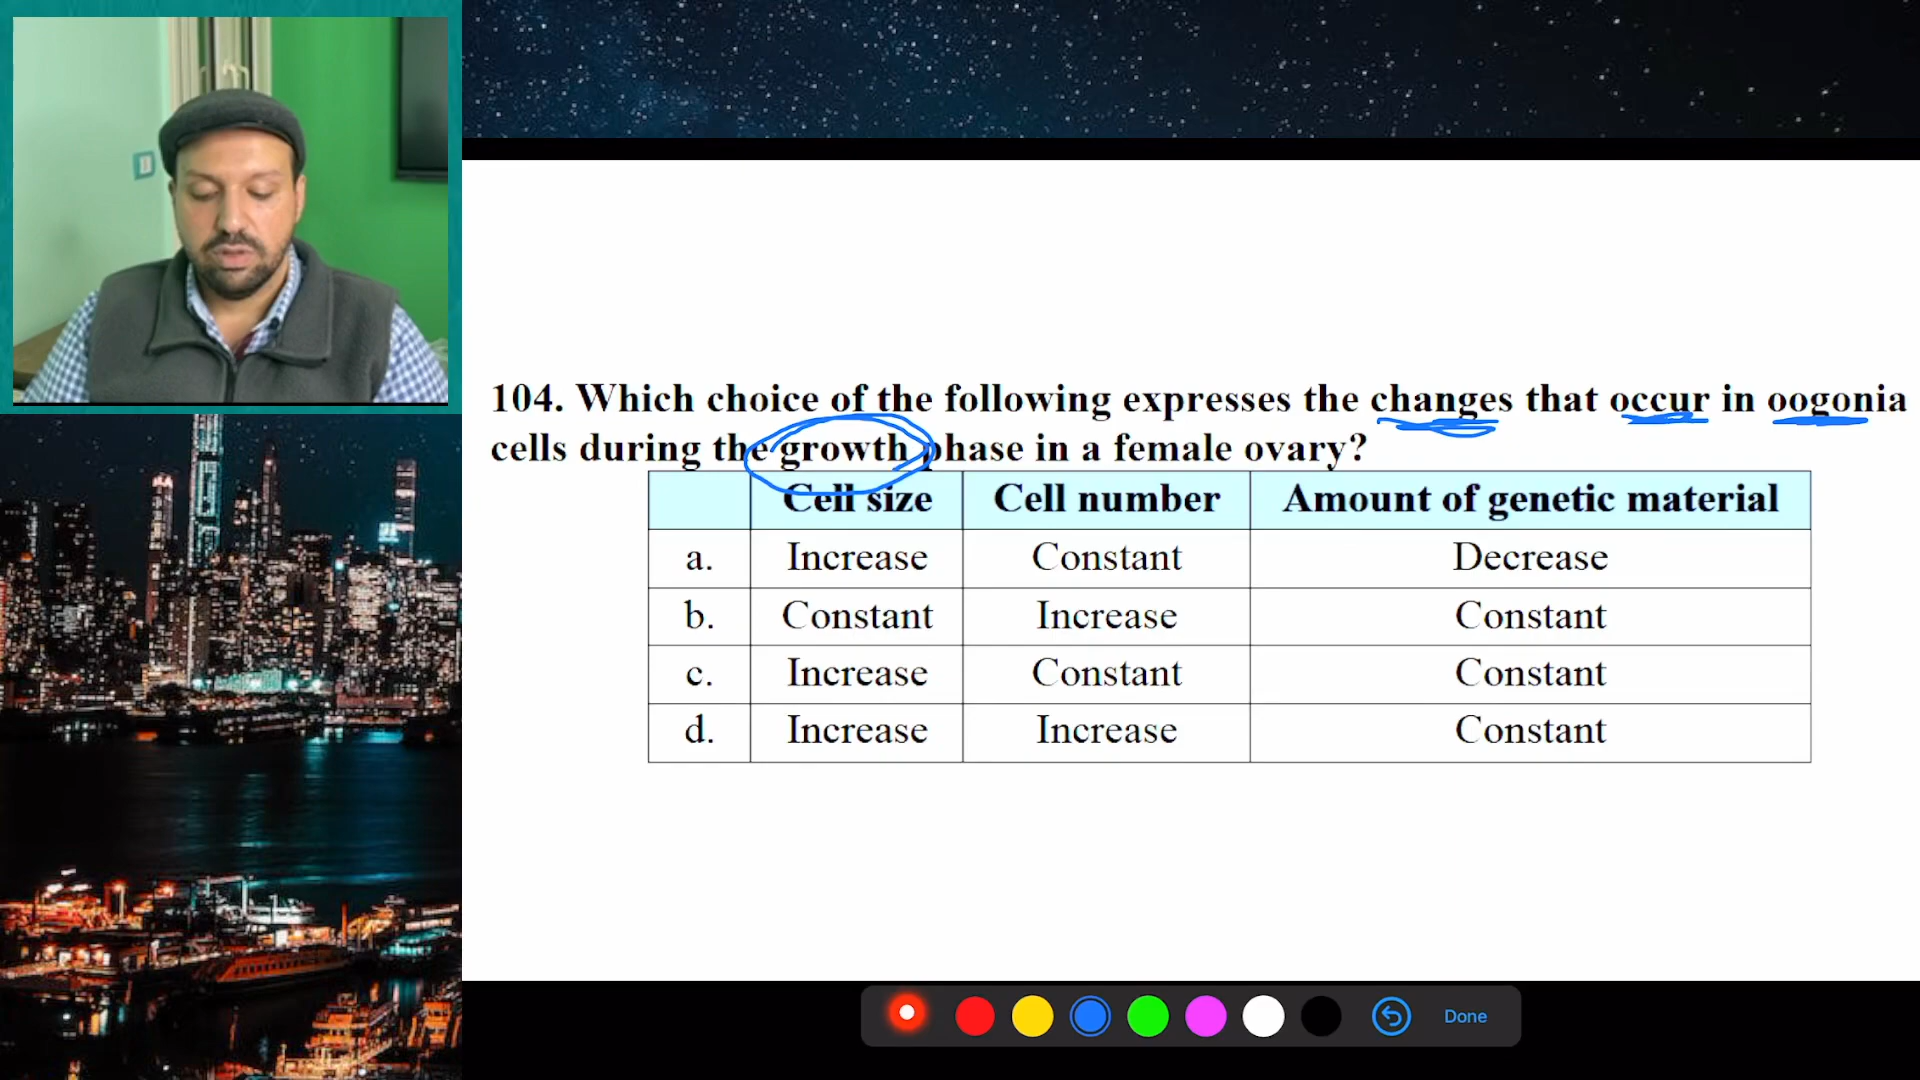 104. Which choice of the following expresses the changes that occur in oogonia
cells during the growth phase in a female ovary?
Cell size Cell number Amount of genetic material
a. Increase Constant Decrease
b. Constant Increase Constant
c. Increase Constant Constant
d. Increase Increase Constant
Done